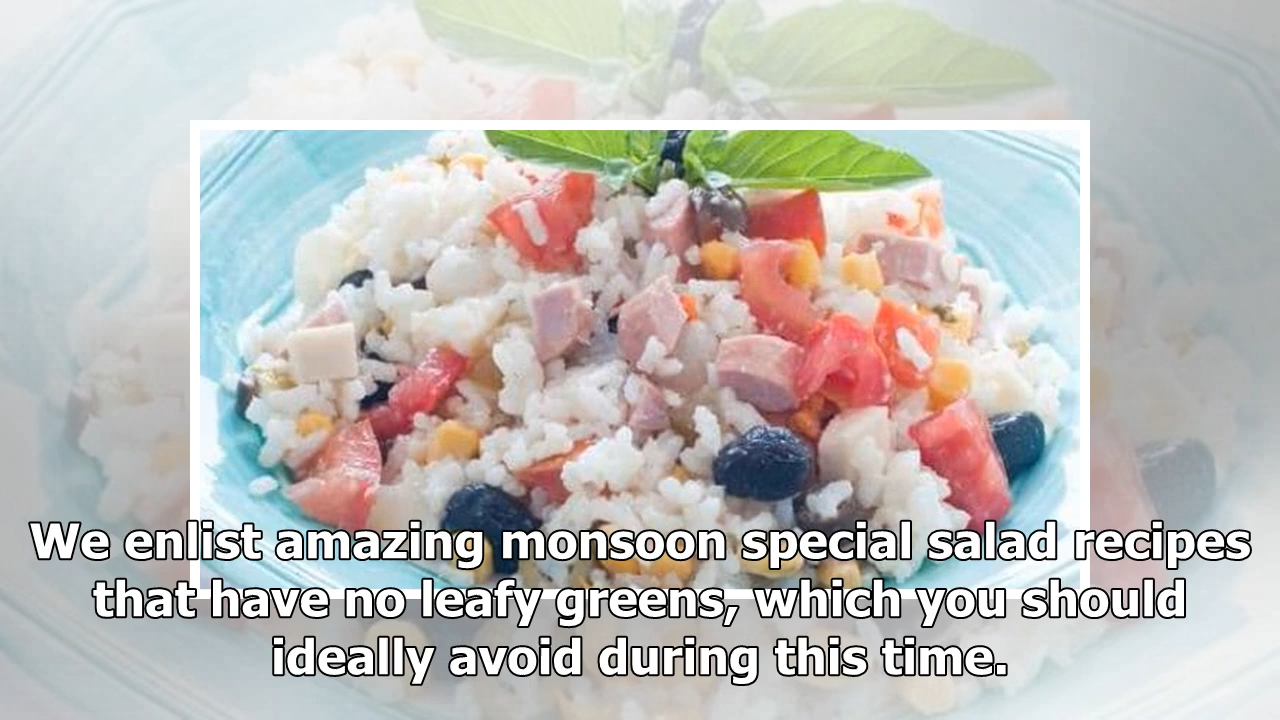 We enlist amazing monsoon special salad recipes
that have no leafy greens, which you should
ideally avoid during this time.